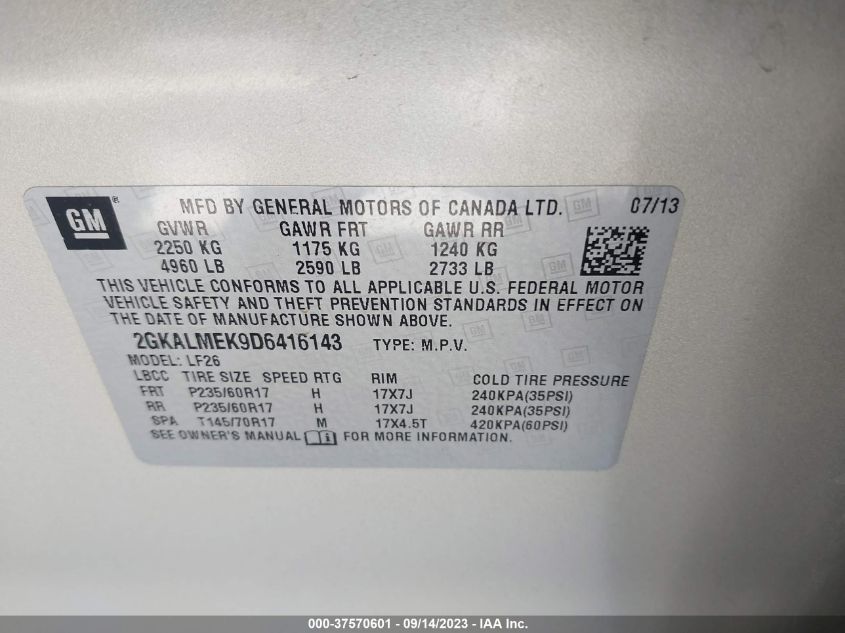 GM ® MFD BY GENERAL MOTORS OF CANADA LTD. 07/13
GVWR GAWR FRT GAWR RR
2250 KG 1175 KG 1240 KG
4960 LB 2590 LB 2733 LB
THIS VEHICLE CONFORMS TO ALL APPLICABLE U.S. FEDERAL MOTOR
VEHICLE SAFETY AND THEFT PREVENTION STANDARDS IN EFFECT ON
THE DATE OF MANUFACTURE SHOWN ABOVE.
2GKALMEK9D6416143 TYPE: M.P.V.
MODEL: LF26
LBCC TIRE SIZE SPEED RTG RIM COLD TIRE PRESSURE
FRT P235/60R17 H 17X7J 240KPA(35PSI)
RR P235/60R17 H 17X7J 240KPA(35PSI)
SPA T145/70R17 M 17X4.5T 420KPA(60PSI)
SEE OWNER'S MANUAL FOR MORE INFORMATION.
000-37570601 - 09/14/2023 - IAA Inc.